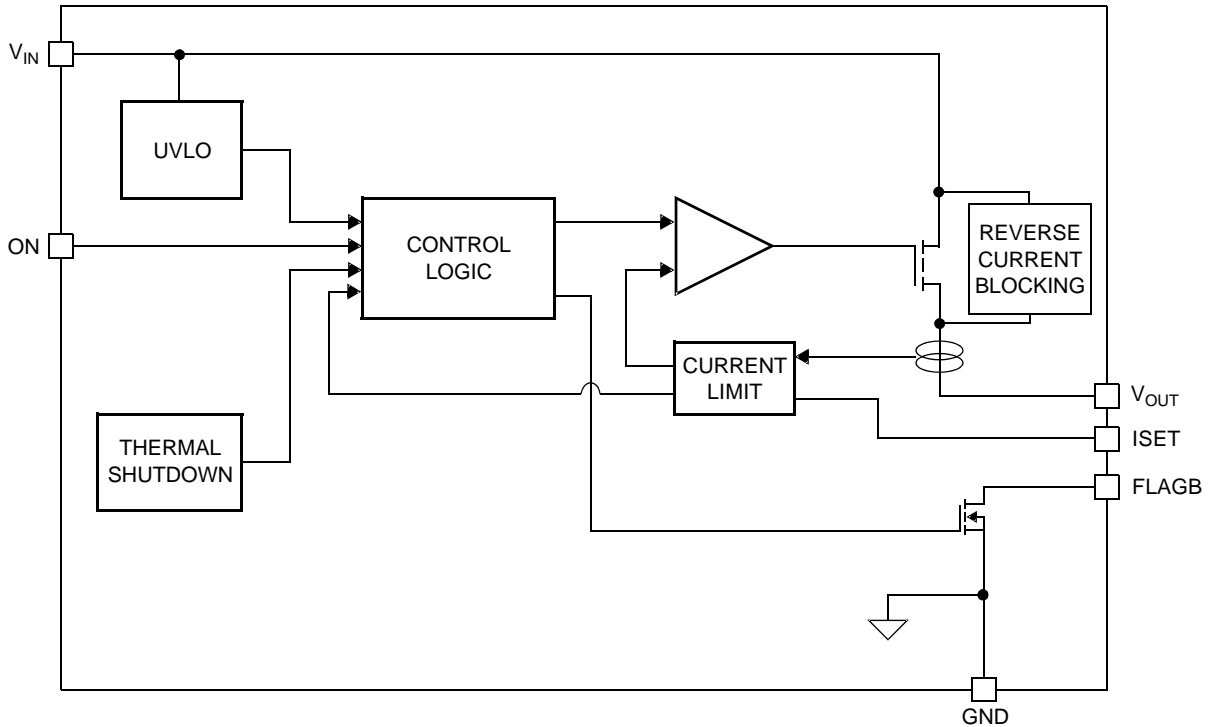 VIN
UVLO
ON
CONTROL
LOGIC
REVERSE
CURRENT
BLOCKING
CURRENT
LIMIT
VOUT
THERMAL
SHUTDOWN
ISET
FLAGB
GND